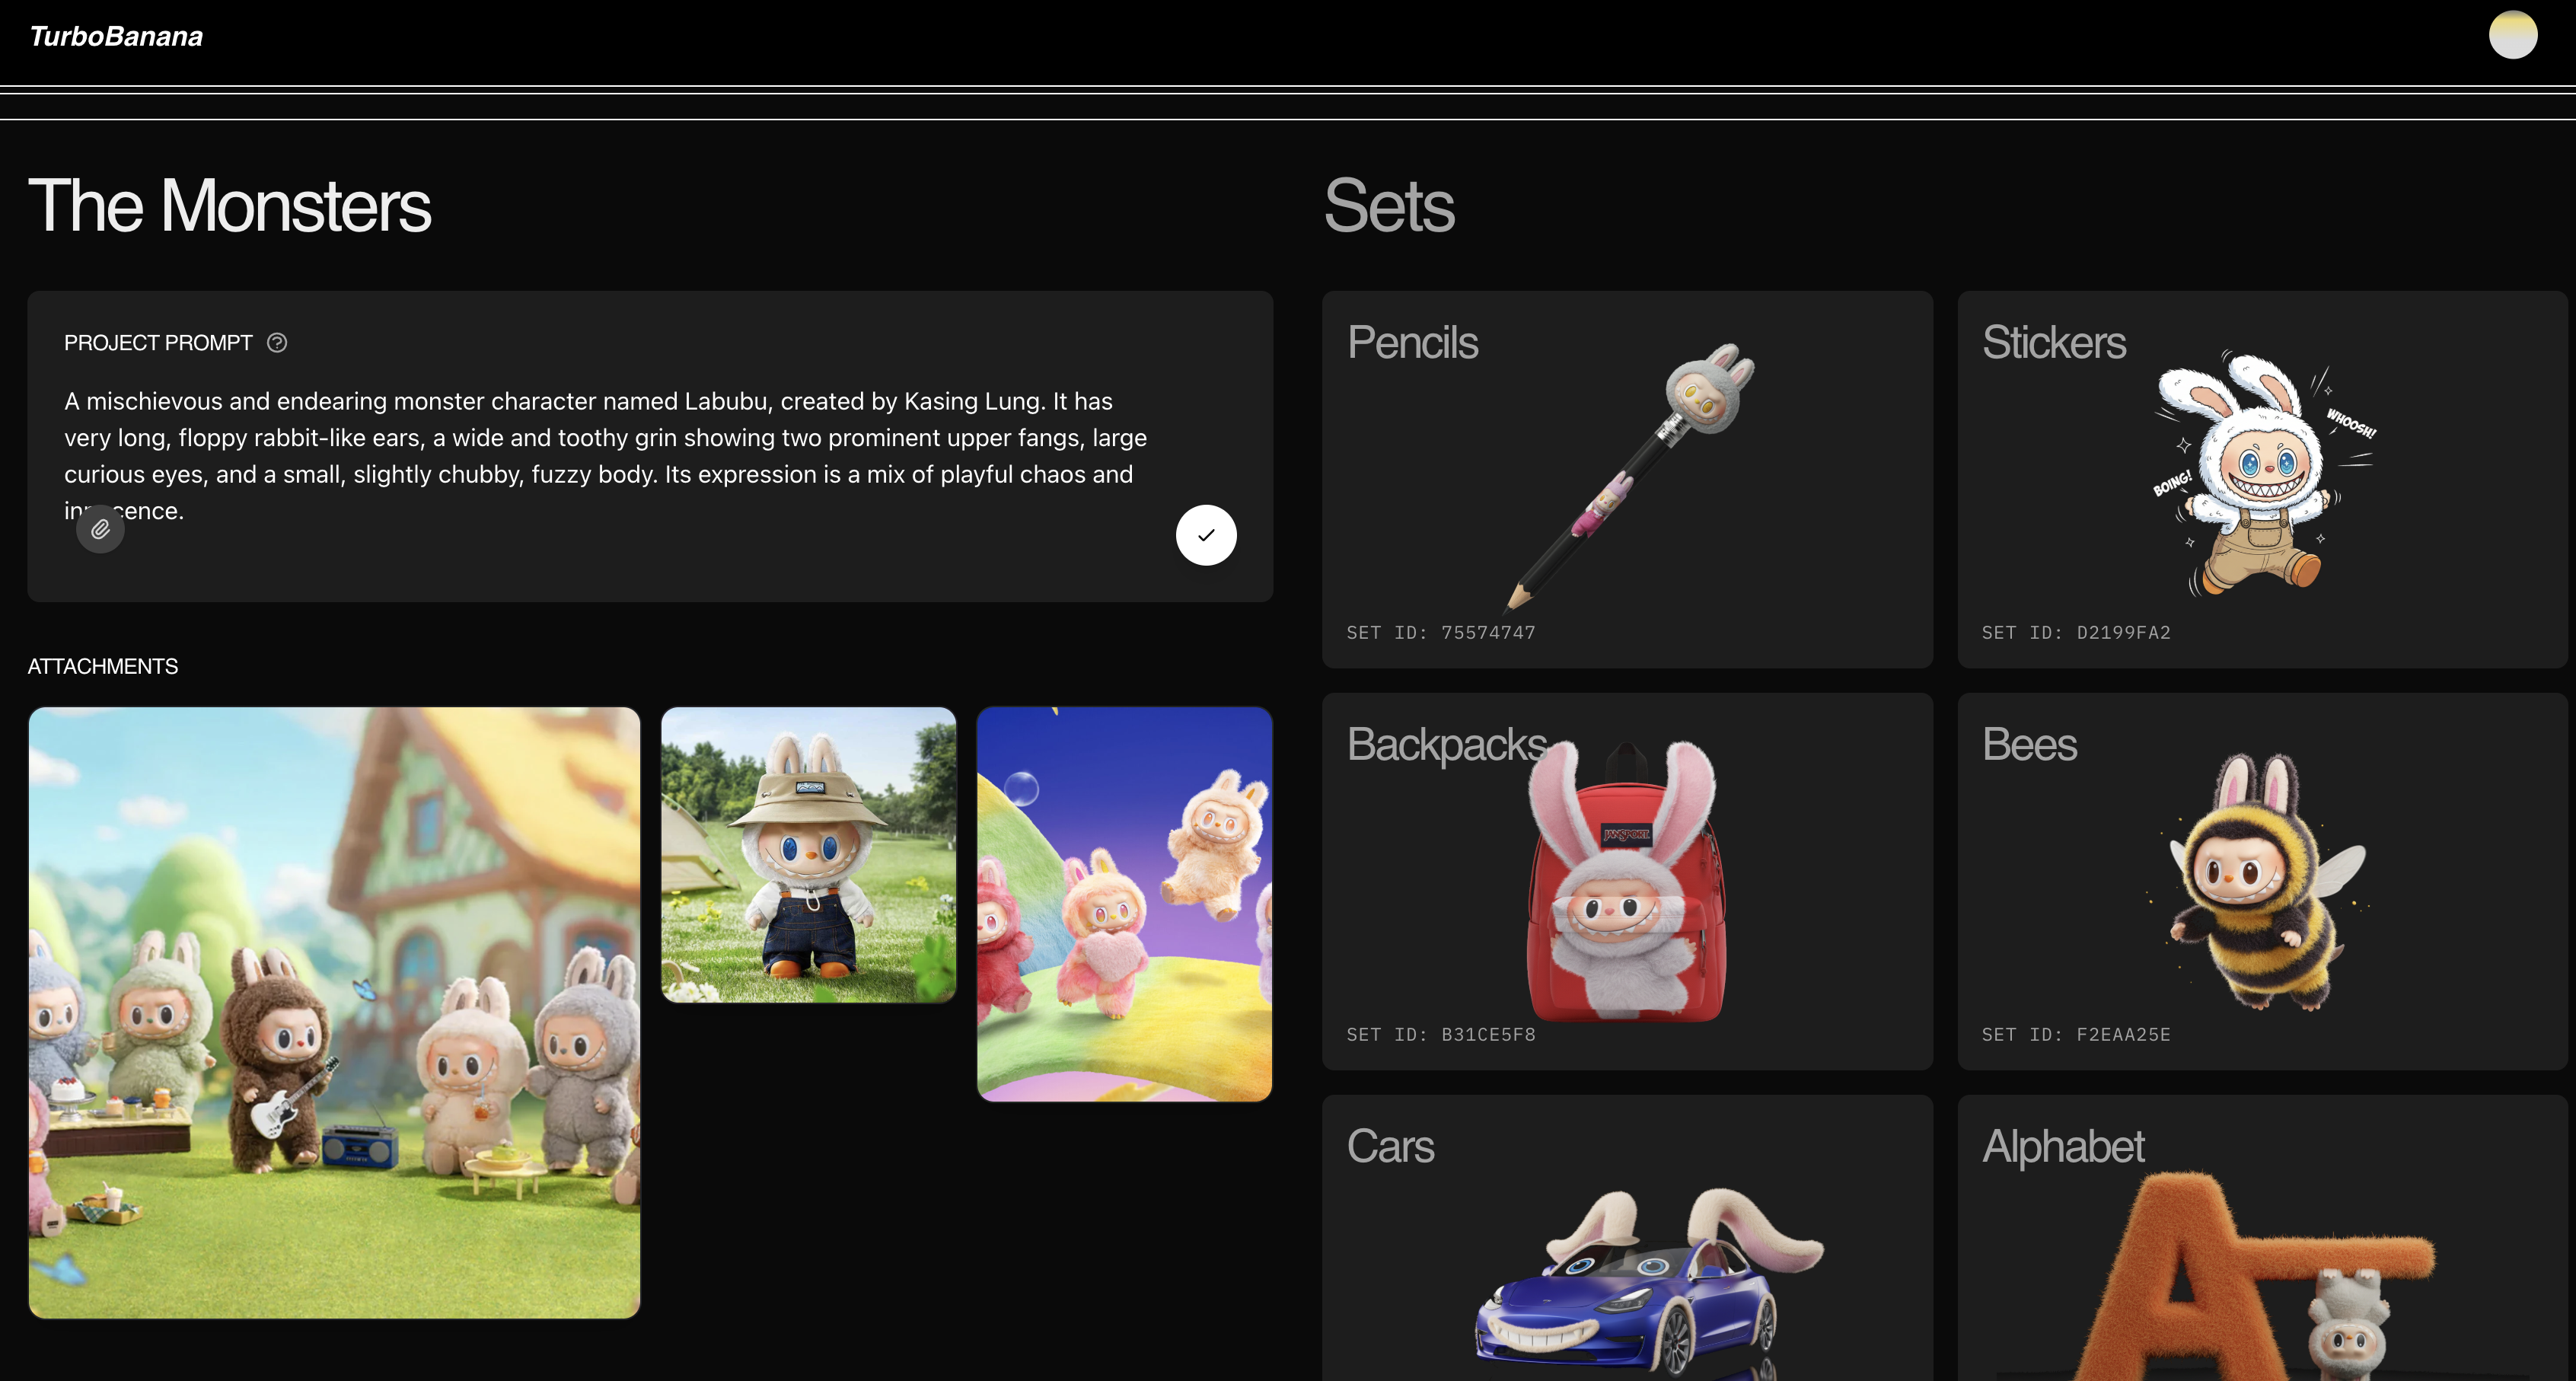 TurboBanana
The Monsters
PROJECT PROMPT
A mischievous and endearing monster character named Labubu, created by Kasing Lung. It has
very long, floppy rabbit-like ears, a wide and toothy grin showing two prominent upper fangs, large
curious eyes, and a small, slightly chubby, fuzzy body. Its expression is a mix of playful chaos and
ATTACHMENTS
Sets
Pencils
SET ID: 75574747
Stickers
WHOOSH!
BOING!
SET ID: D2199FA2
Backpacks
JANSPORT
SET ID: B31CE5F8
Bees
SET ID: F2EAA25E
Cars
Alphabet
A